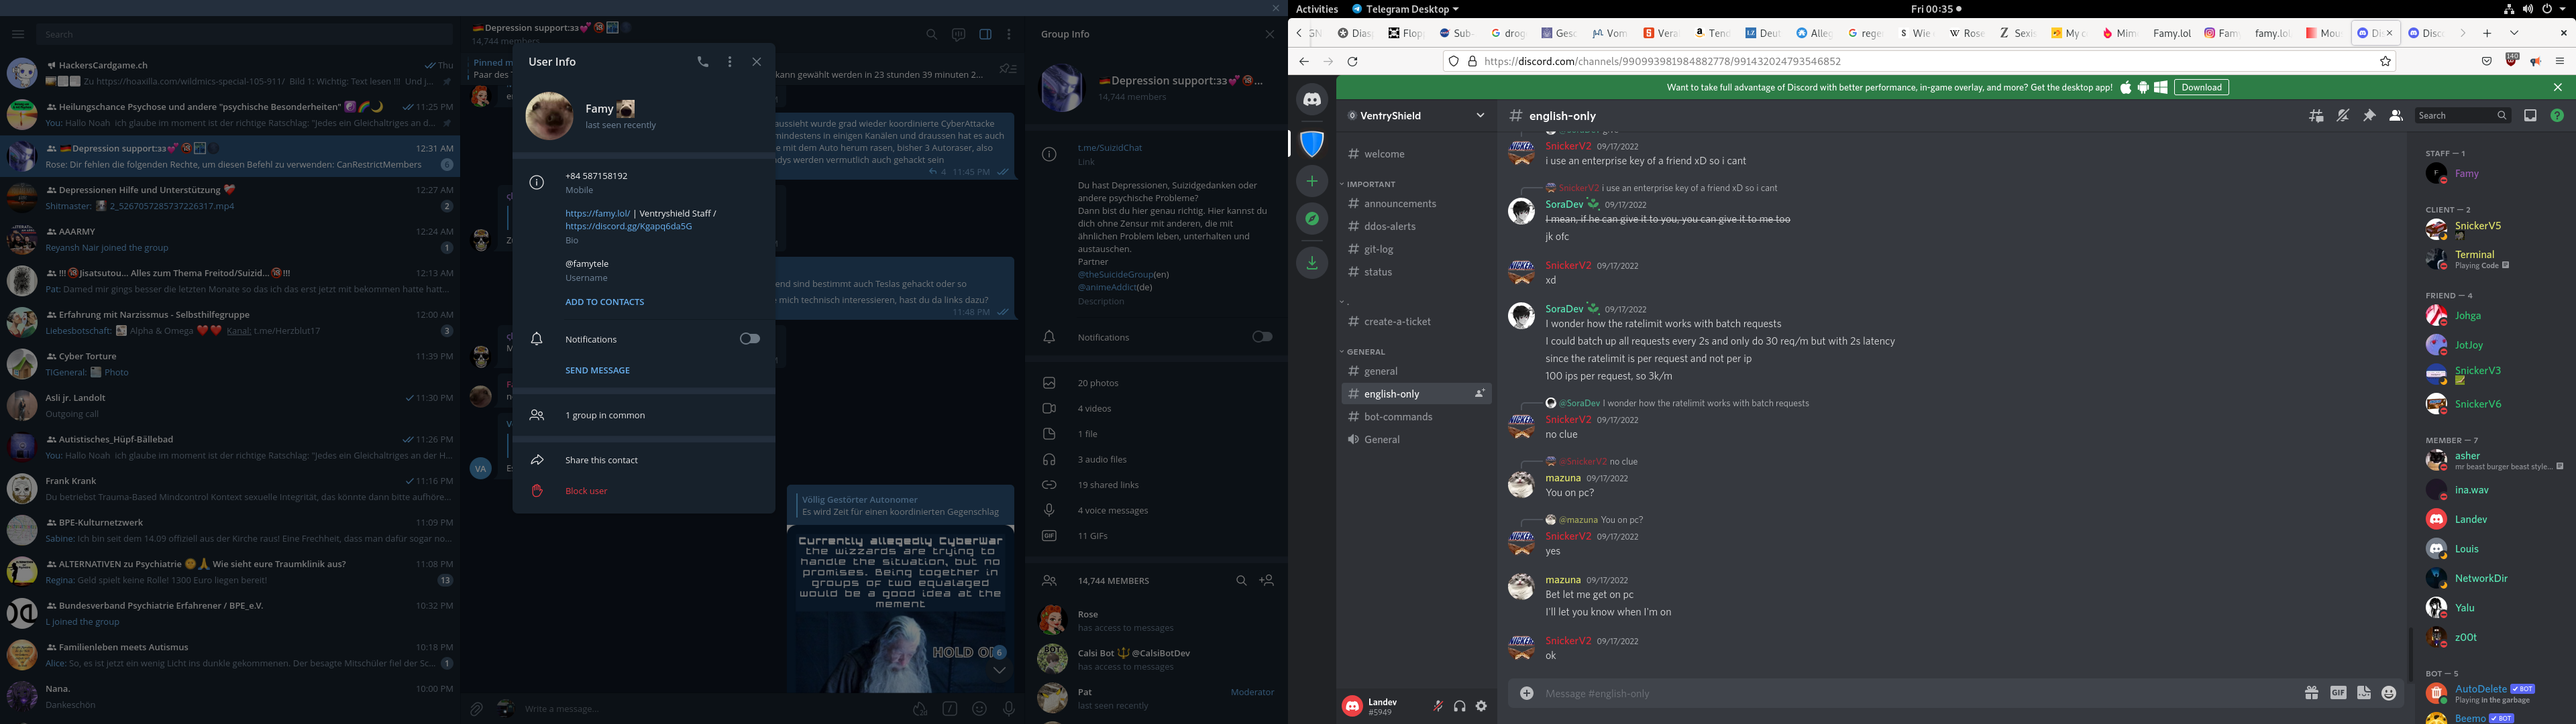 Search
HackersCardgame.ch
Thu
Zu https://hoaxilla.com/wildmics-special-105-911/ Bild 1: Wichtig: Text lesen !!! Und j...
Heilungschance Psychose und andere "psychische Besonderheiten"
11:25 PM
You: Hallo Noah ich glaube im moment ist der richtige Ratschlag: "Jedes ein Gleichaltriges an d...
Depression support:
12:31 AM
Rose: Dir fehlen die folgenden Rechte, um diesen Befehl zu verwenden: CanRestrictMembers
6
Depressionen Hilfe und Unterstützung
12:27 AM
Shitmaster: 2_5267057285737226317.mp4
2
AAARMY
12:24 AM
Reyansh Nair joined the group
1
!!! Jisatsutou... Alles zum Thema Freitod/Suizid... !!!
12:13 AM
Pat: Damed mir gings besser die letzten Monate so das ich das erst jetzt mit bekommen hatte hatt...
Erfahrung mit Narzissmus - Selbsthilfegruppe
12:00 AM
Liebesbotschaft: Alpha & Omega Kanal: t.me/Herzblut17
3
Cyber Torture
11:39 PM
TIGeneral: Photo
Asli jr. Landolt
11:30 PM
Outgoing call
Autistisches_Hüpf-Bällebad
11:26 PM
You: Hallo Noah ich glaube im moment ist der richtige Ratschlag: "Jedes ein Gleichaltriges an der H...
Frank Krank
11:16 PM
Du betriebst Trauma-Based Mindcontrol Kontext sexuelle Integrität, das könnte dann bitte aufhöre...
BPE-Kulturnetzwerk
11:09 PM
Sabine: Ich bin seit dem 14.09 offiziell aus der Kirche raus! Eine Frechheit, dass man dafür sogar no...
ALTERNATIVEN zu Psychiatrie Wie sieht eure Traumklinik aus?
11:08 PM
Regina: Geld spielt keine Rolle! 1300 Euro liegen bereit!
13
Bundesverband Psychiatrie Erfahrener / BPE_e.V.
10:32 PM
L joined the group
Familienleben meets Autismus
10:18 PM
Alice: So, es ist jetzt ein wenig Licht ins dunkle gekommenen. Der besagte Mitschüler fiel der Sc...
1
Nana.
10:00 PM
Dankeschön
Depression support:
14,744 members
Pinned m
Paar des T
kann gewählt werden in 23 stunden 39 minuten 2...
User Info
Famy
last seen recently
+84 587158192
Mobile
https://famy.lol/ | Ventryshield Staff /
https://discord.gg/Kgapq6da5G
Bio
@famytele
Username
ADD TO CONTACTS
Notifications
SEND MESSAGE
1 group in common
Share this contact
Block user
aussieht wurde grad wieder koordinierte CyberAttacke
mindestens in einigen Kanälen und draussen hat es auch
e mit dem Auto herum rasen, bisher 3 Autoraser, also
ndys werden vermutlich auch gehackt sein
4 11:45 PM
end sind bestimmt auch Teslas gehackt oder so
e mich technisch interessieren, hast du da links dazu?
11:48 PM
VA
Völlig Gestörter Autonomer
Es wird Zeit für einen koordinierten Gegenschlag
Currently allegedly CyberWar
the wizzards are trying to
handle the situation, but no
promises. Being together in
groups of two equalaged
would be a good idea at the
mement
HOLD ON
6
Write a message...
Group Info
Depression support:
14,744 members
t.me/SuizidChat
Link
Du hast Depressionen, Suizidgedanken oder
andere psychische Probleme?
Dann bist du hier genau richtig. Hier kannst du
dich ohne Zensur mit anderen, die mit
ähnlichen Problem leben, unterhalten und
austauschen.
Partner
@theSuicideGroup(en)
@animeAddict(de)
Description
Notifications
20 photos
4 videos
1 file
3 audio files
19 shared links
4 voice messages
GIF 11 GIFs
14,744 MEMBERS
Rose
has access to messages
Calsi Bot @CalsiBotDev
has access to messages
Pat
Moderator
last seen recently
Activities
Telegram Desktop
Fri 00:35
Dias
Flop
Sub-
drog
Gesc
Vom
Vera
Tend
Deut
Alleg
rege
Wie
Rose
Sexi
My c
Mim
Famy.lol
Famy
famy.lol
Mou
Di
Disc
https://discord.com/channels/990993981984882778/991432024793546852
Want to take full advantage of Discord with better performance, in-game overlay, and more? Get the desktop app!
Download
VentryShield
# welcome
IMPORTANT
# announcements
# ddos-alerts
# git-log
# status
.
# create-a-ticket
GENERAL
# general
# english-only
# bot-commands
General
Landev
#5949
# english-only
Search
SnickerV2 09/17/2022
i use an enterprise key of a friend xD so i cant
SnickerV2 i use an enterprise key of a friend xD so i cant
SoraDev 09/17/2022
I mean, if he can give it to you, you can give it to me too
jk ofc
SnickerV2 09/17/2022
xd
SoraDev 09/17/2022
I wonder how the ratelimit works with batch requests
I could batch up all requests every 2s and only do 30 req/m but with 2s latency
since the ratelimit is per request and not per ip
100 ips per request, so 3k/m
@SoraDev I wonder how the ratelimit works with batch requests
SnickerV2 09/17/2022
no clue
@SnickerV2 no clue
mazuna 09/17/2022
You on pc?
@mazuna You on pc?
SnickerV2 09/17/2022
yes
mazuna 09/17/2022
Bet let me get on pc
I'll let you know when I'm on
SnickerV2 09/17/2022
ok
Message #english-only
GIF
STAFF — 1
Famy
CLIENT — 2
SnickerV5
Terminal
Playing Code
FRIEND — 4
Johga
JotJoy
SnickerV3
SnickerV6
MEMBER — 7
asher
mr beast burger beast style...
ina.wav
Landev
Louis
NetworkDir
Yalu
z00t
BOT — 5
AutoDelete BOT
Playing in the garbage
Beemo BOT